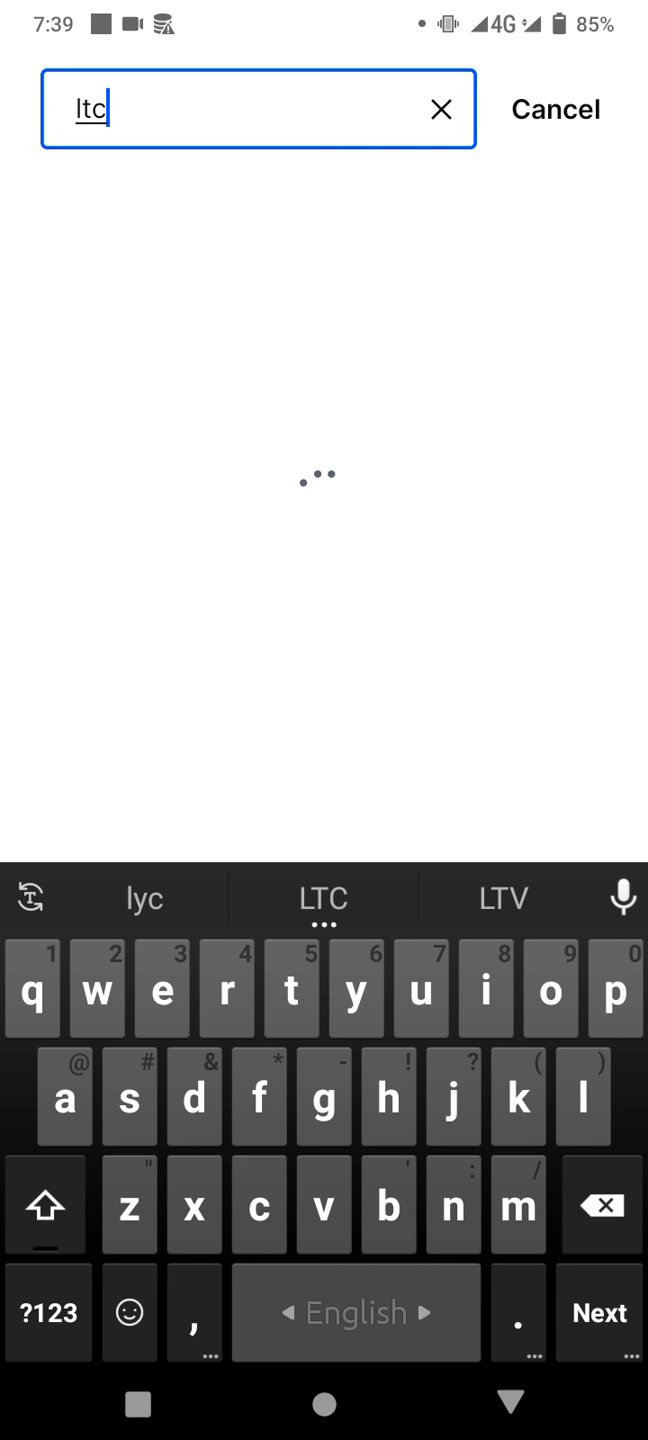 7:39 4G 85%
ltc Cancel
lyc LTC LTV
1 2 3 4 5 6 7 8 9 0
q w e r t y u i o p
@ # & * - ! ? ( )
a s d f g h j k l
" ' : /
z x c v b n m
?123 , English . Next